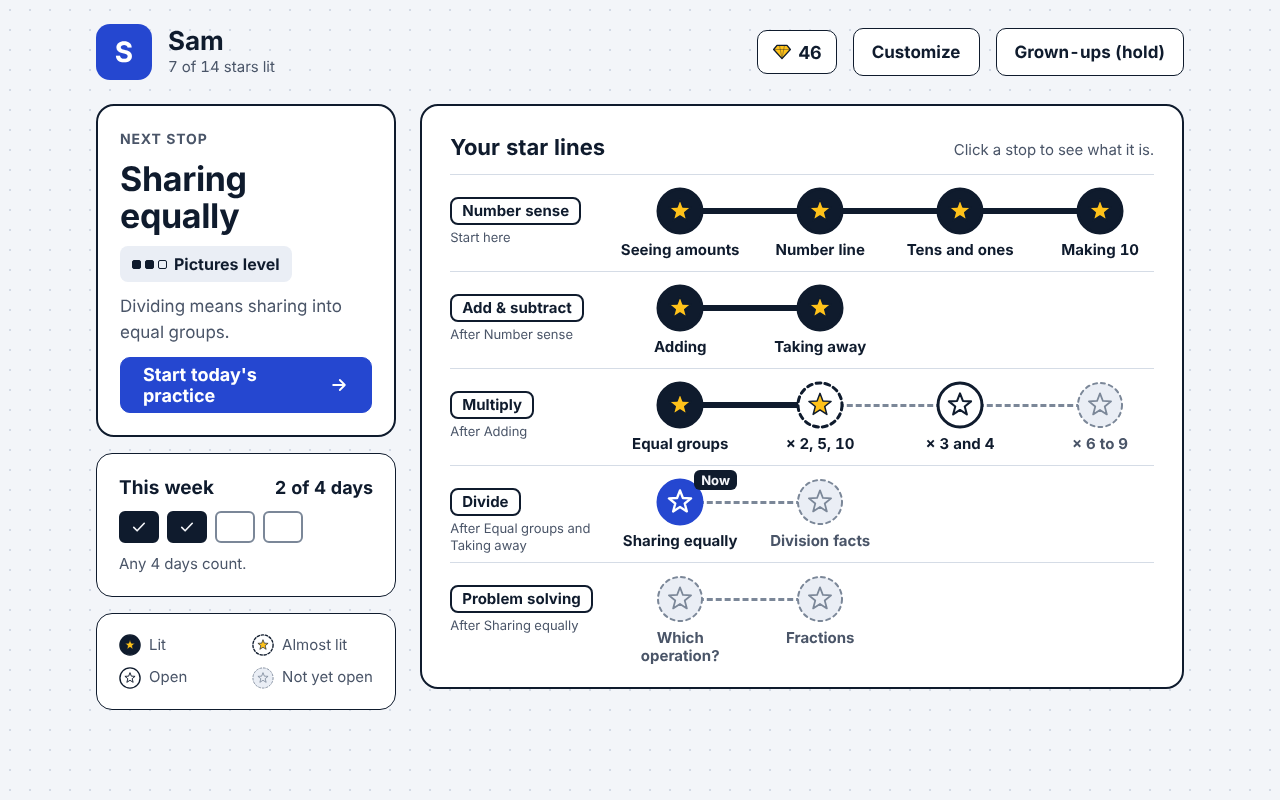 S
Sam
7 of 14 stars lit
46
Customize
Grown-ups (hold)
NEXT STOP
Sharing
equally
Pictures level
Dividing means sharing into
equal groups.
Start today's
practice
This week
2 of 4 days
Any 4 days count.
Lit
Almost lit
Open
Not yet open
Your star lines
Click a stop to see what it is.
Number sense
Start here
Seeing amounts
Number line
Tens and ones
Making 10
Add & subtract
After Number sense
Adding
Taking away
Multiply
After Adding
Equal groups
× 2, 5, 10
× 3 and 4
× 6 to 9
Divide
After Equal groups and
Taking away
Now
Sharing equally
Division facts
Problem solving
After Sharing equally
Which
operation?
Fractions